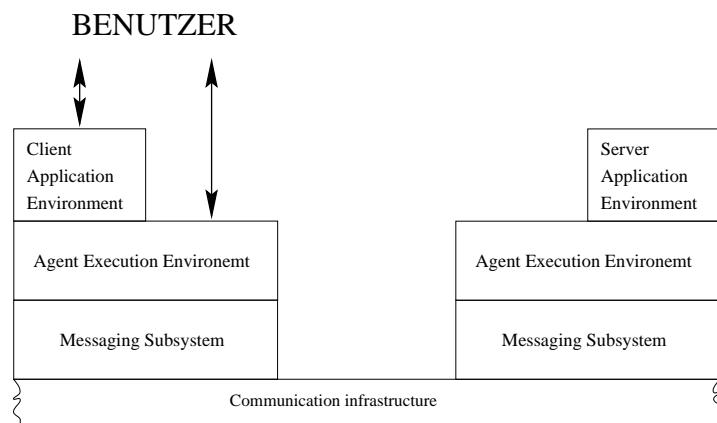 BENUTZER
Client
Application
Environment
Server
Application
Environment
Agent Execution Environemt
Agent Execution Environemt
Messaging Subsystem
Messaging Subsystem
Communication infrastructure